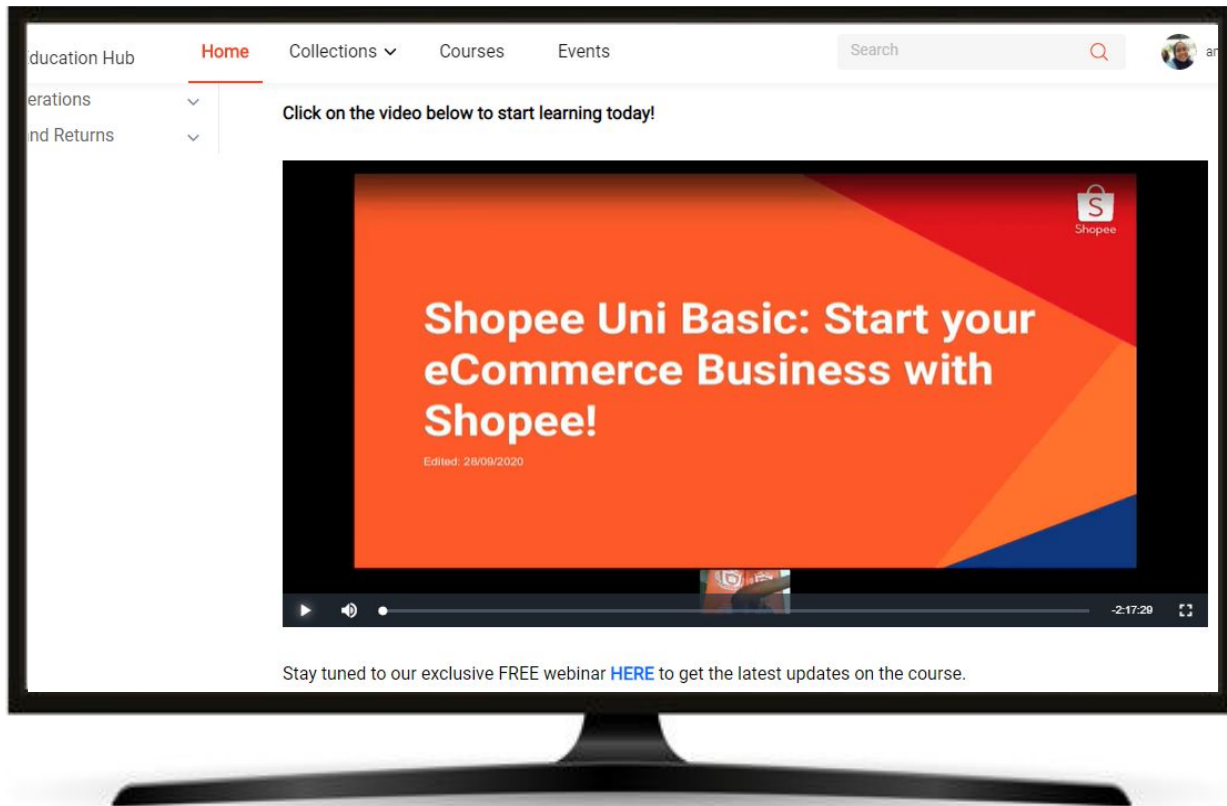 Education Hub
Home
Collections
Courses
Events
Search
erations
and Returns
Click on the video below to start learning today!
S
Shopee
Shopee Uni Basic: Start your
eCommerce Business with
Shopee!
Edited: 28/09/2020
-2:17:29
Stay tuned to our exclusive FREE webinar HERE to get the latest updates on the course.